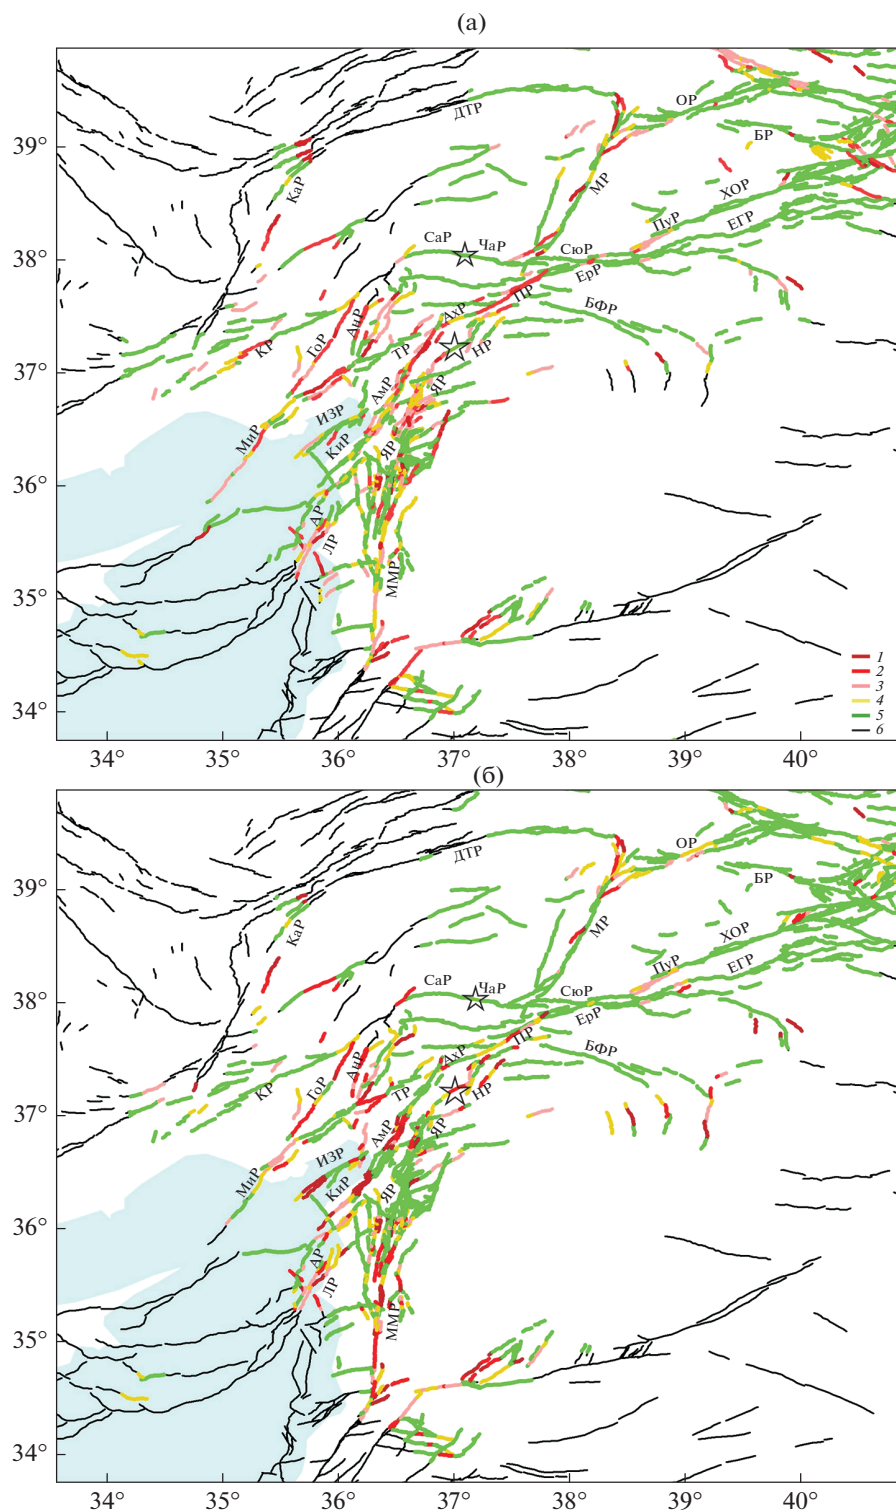 (а)
39°
38°
37°
36°
35°
34°
ДТР
ОР
БР
КаР
МР
ХОР
ПуР
ЕГР
СаР
ЧаР
СюР
ЕрР
ПР
БФР
АхР
АнР
ГоР
КР
ТР
НР
ЯР
АмР
ИЗР
КиР
МиР
ЯР
АР
ЛР
ММР
1
2
3
4
5
6
34°
35°
36°
37°
38°
39°
40°
(б)
39°
38°
37°
36°
35°
34°
ДТР
ОР
БР
КаР
МР
ХОР
ПуР
ЕГР
СаР
ЧаР
СюР
ЕрР
ПР
БФР
АхР
АнР
ГоР
КР
ТР
НР
ЯР
АмР
ИЗР
КиР
МиР
ЯР
АР
ЛР
ММР
34°
35°
36°
37°
38°
39°
40°